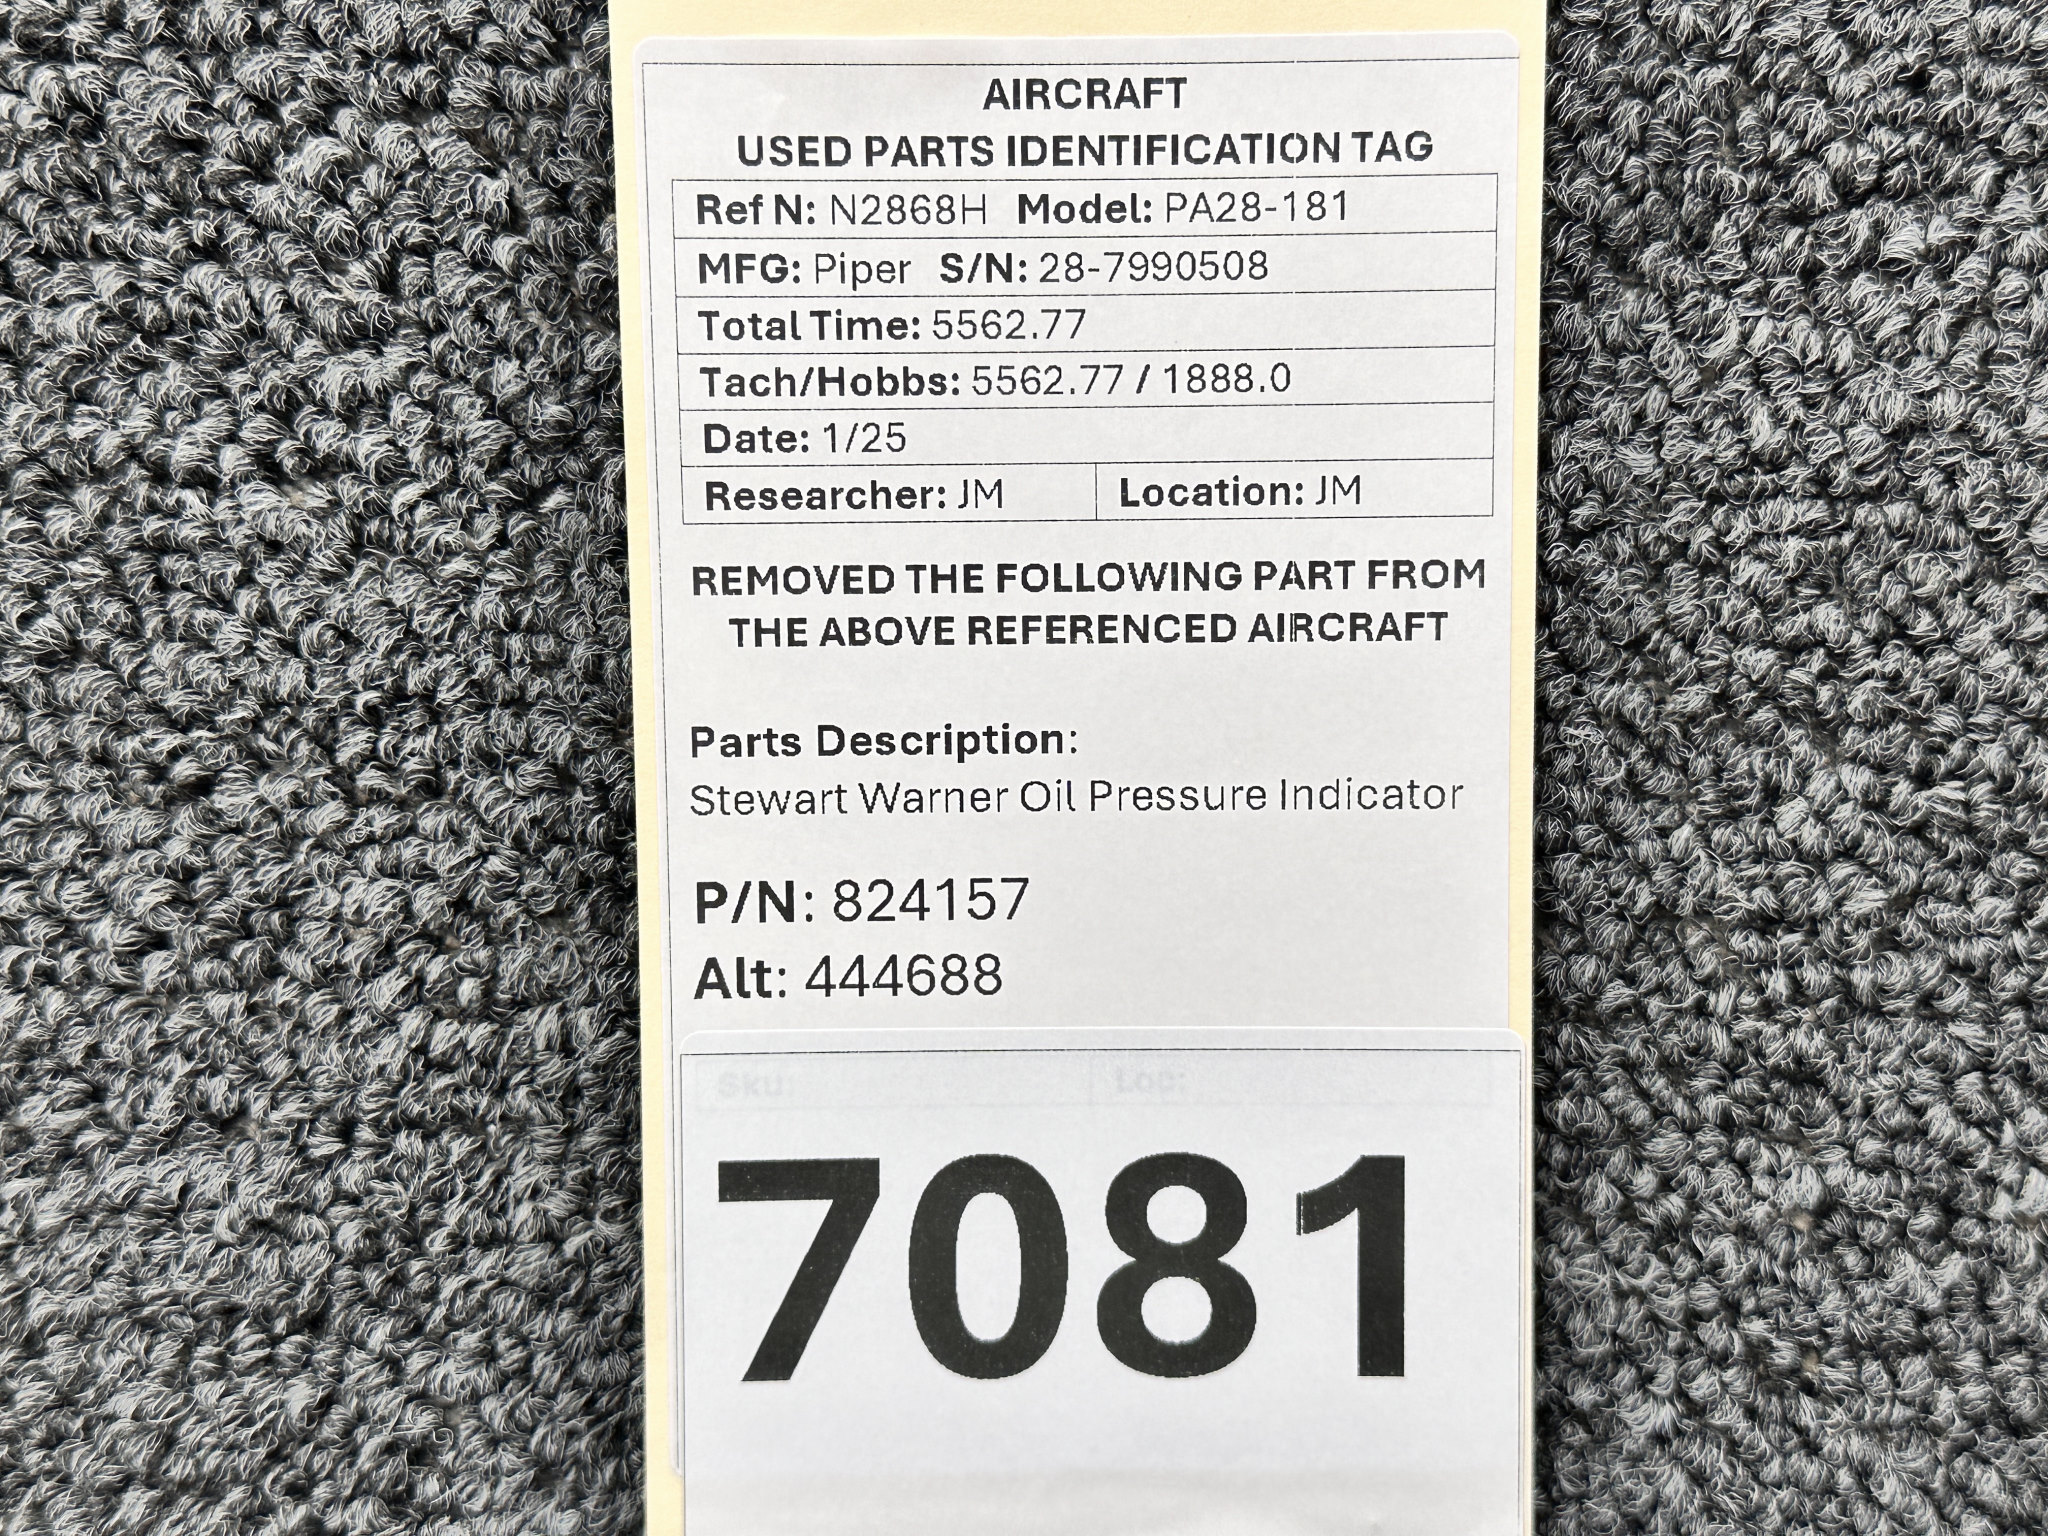 AIRCRAFT
USED PARTS IDENTIFICATION TAG
Ref N: N2868H Model: PA28-181
MFG: Piper S/N: 28-7990508
Total Time: 5562.77
Tach/Hobbs: 5562.77 / 1888.0
Date: 1/25
Researcher: JM Location: JM
REMOVED THE FOLLOWING PART FROM
THE ABOVE REFERENCED AIRCRAFT
Parts Description:
Stewart Warner Oil Pressure Indicator
P/N: 824157
Alt: 444688
Sku: Loc:
7081